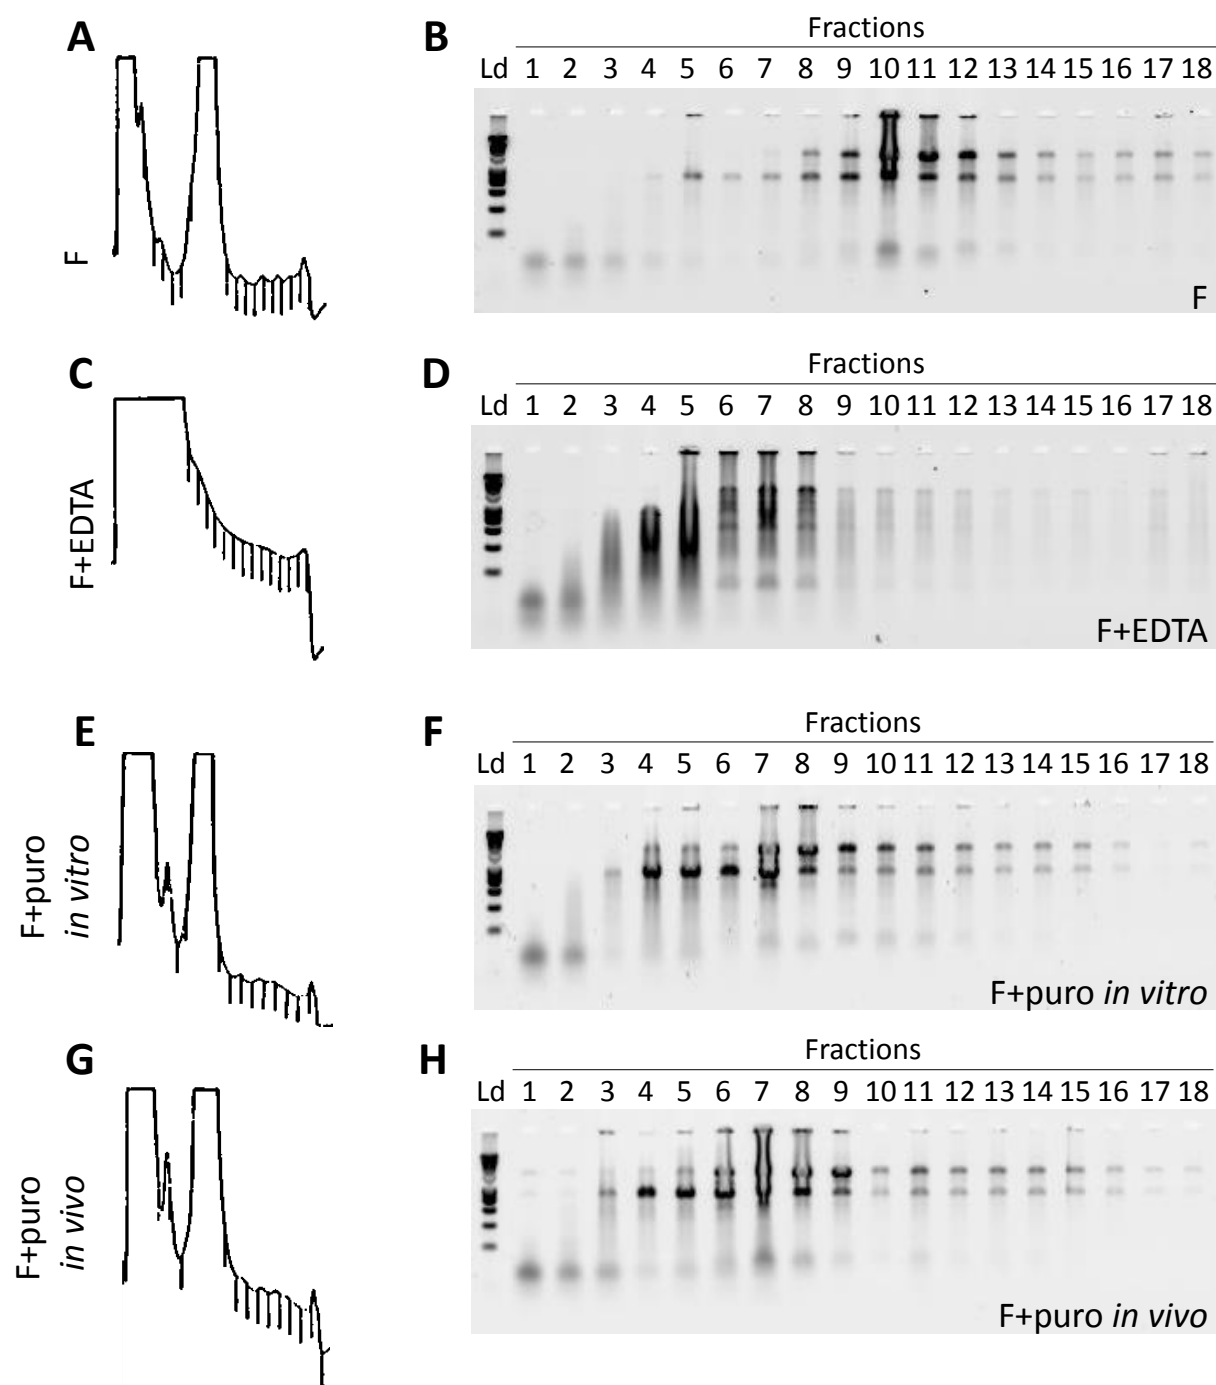 A
F
B
Fractions
Ld 1 2 3 4 5 6 7 8 9 10 11 12 13 14 15 16 17 18
F
C
F+EDTA
D
Fractions
Ld 1 2 3 4 5 6 7 8 9 10 11 12 13 14 15 16 17 18
F+EDTA
E
F+puro
in vitro
F
Fractions
Ld 1 2 3 4 5 6 7 8 9 10 11 12 13 14 15 16 17 18
F+puro in vitro
G
F+puro
in vivo
H
Fractions
Ld 1 2 3 4 5 6 7 8 9 10 11 12 13 14 15 16 17 18
F+puro in vivo